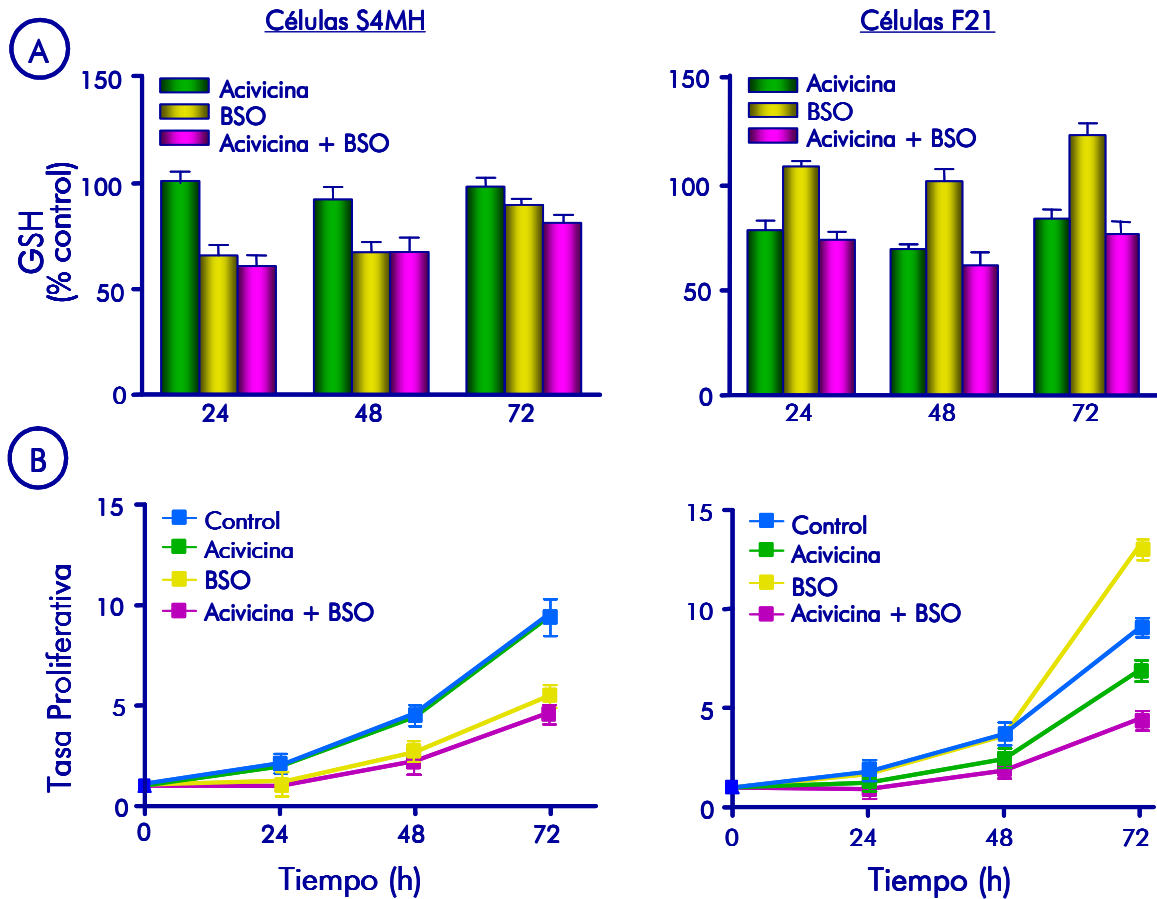 Células S4MH
Células F21
A
150
100
50
0
GSH
(% control)
Acivicina
BSO
Acivicina + BSO
24
48
72
150
100
50
0
Acivicina
BSO
Acivicina + BSO
24
48
72
B
15
10
5
0
Tasa Proliferativa
Control
Acivicina
BSO
Acivicina + BSO
0
24
48
72
Tiempo (h)
15
10
5
0
Control
Acivicina
BSO
Acivicina + BSO
0
24
48
72
Tiempo (h)